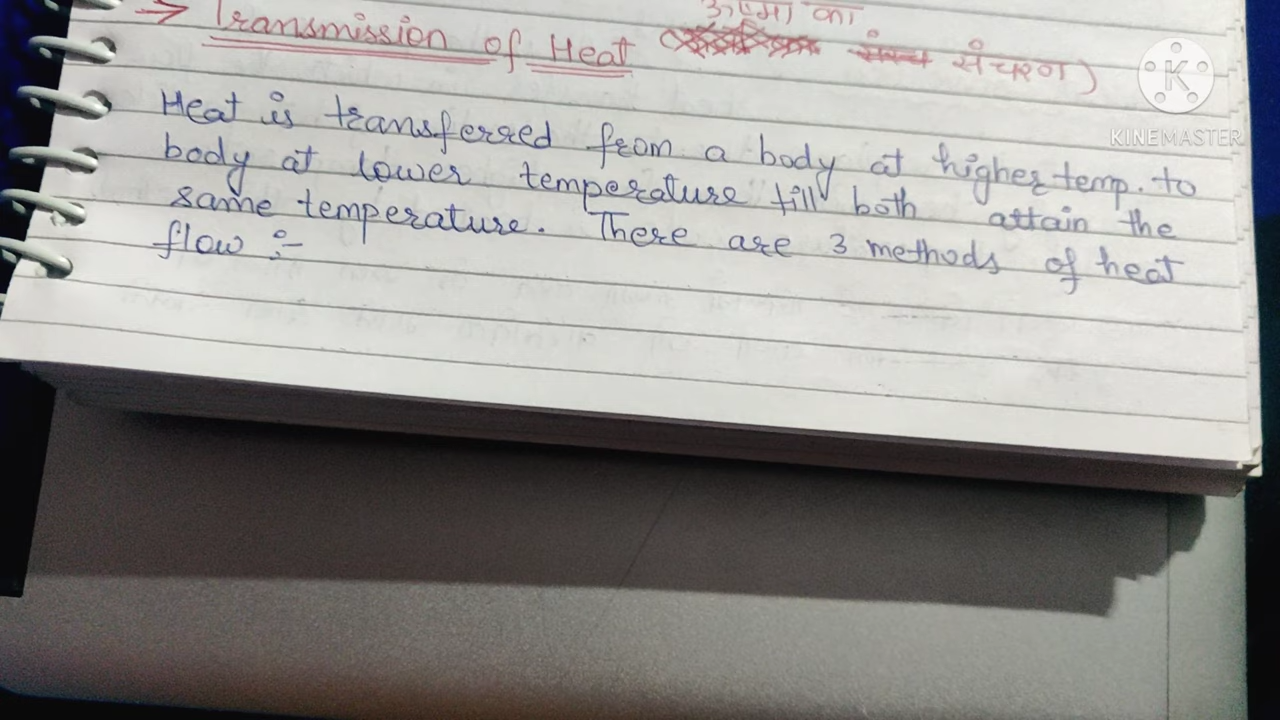 → Transmission of Heat (ऊष्मा का संचरण)
Heat is transferred from a body at higher temp. to
body at lower temperature till both attain the
same temperature. There are 3 methods of heat
flow :-
KINEMASTER